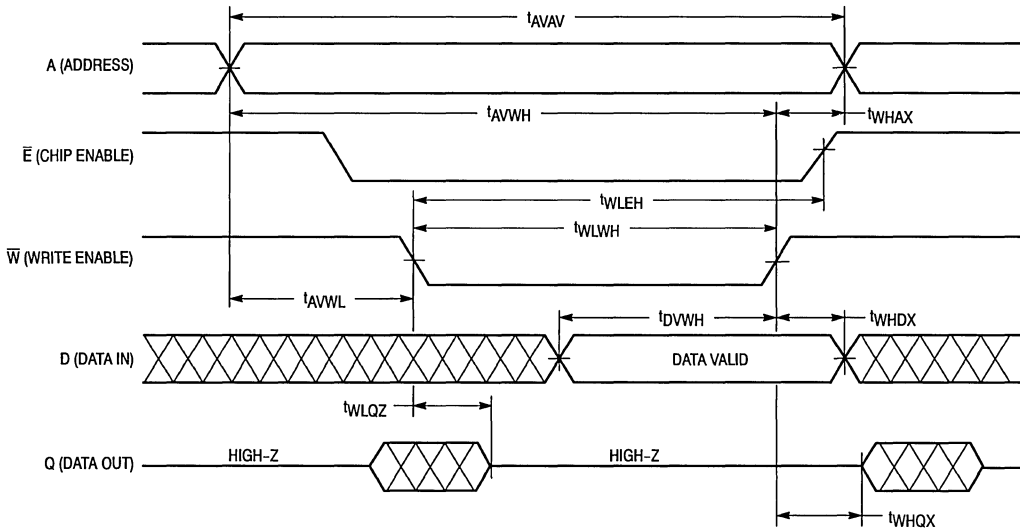 tAVAV
A (ADDRESS)
tAVWH
tWHAX
E̅ (CHIP ENABLE)
tWLEH
tWLWH
W̅ (WRITE ENABLE)
tAVWL
tDVWH
tWHDX
D (DATA IN)
DATA VALID
tWLQZ
Q (DATA OUT)
HIGH–Z
HIGH–Z
tWHQX